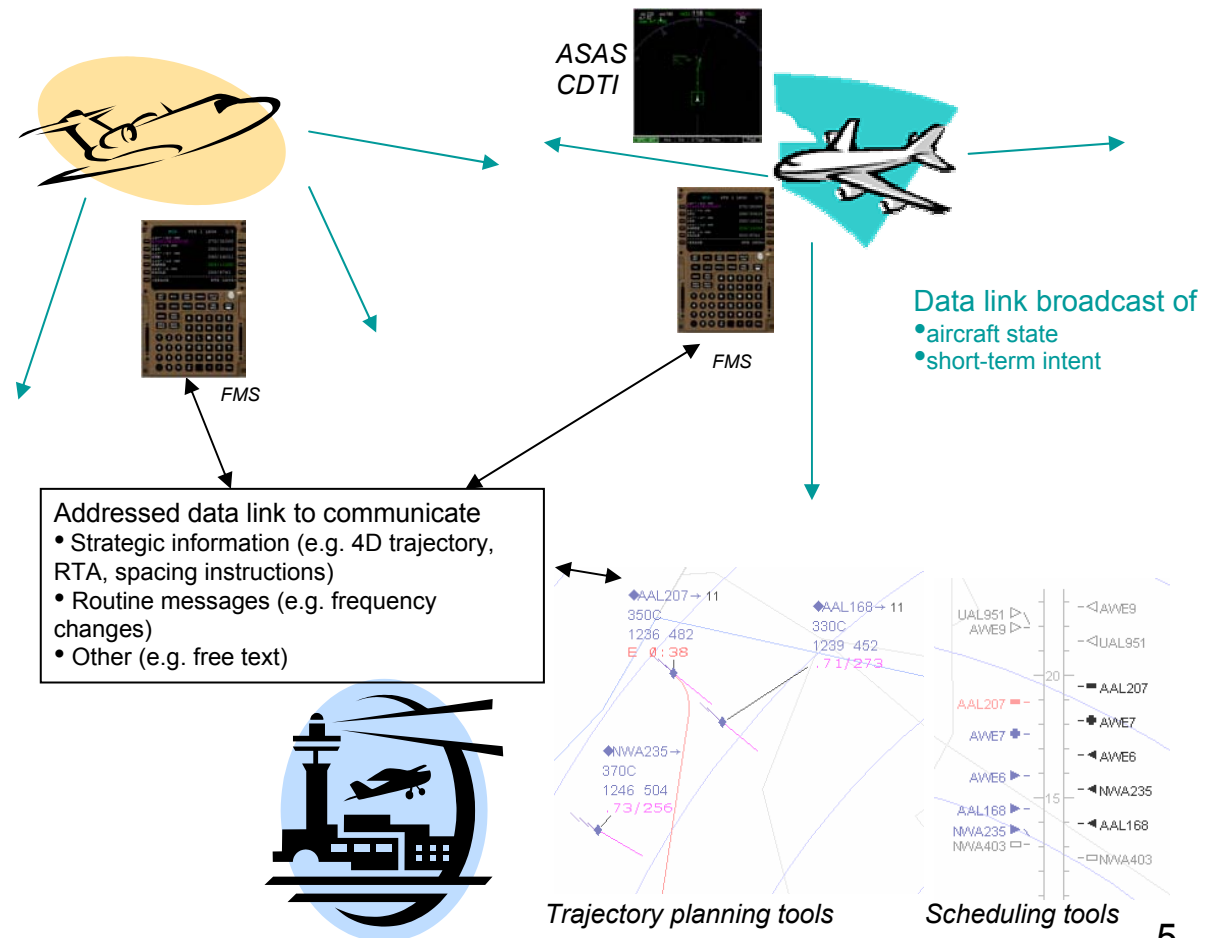 ASAS
CDTI
FMS
FMS
Data link broadcast of
•aircraft state
•short-term intent
Addressed data link to communicate
• Strategic information (e.g. 4D trajectory,
RTA, spacing instructions)
• Routine messages (e.g. frequency
changes)
• Other (e.g. free text)
◆AAL207→ 11
350C
1236 482
E 0:38
◆AAL168→ 11
330C
1239 452
.71/273
◆NWA235→
370C
1246 504
.73/256
Trajectory planning tools
UAL951
AWE9
AAL207
AWE7
AWE6
AAL168
NWA235
NWA403
20
15
AWE9
UAL951
AAL207
AWE7
AWE6
NWA235
AAL168
NWA403
Scheduling tools
5